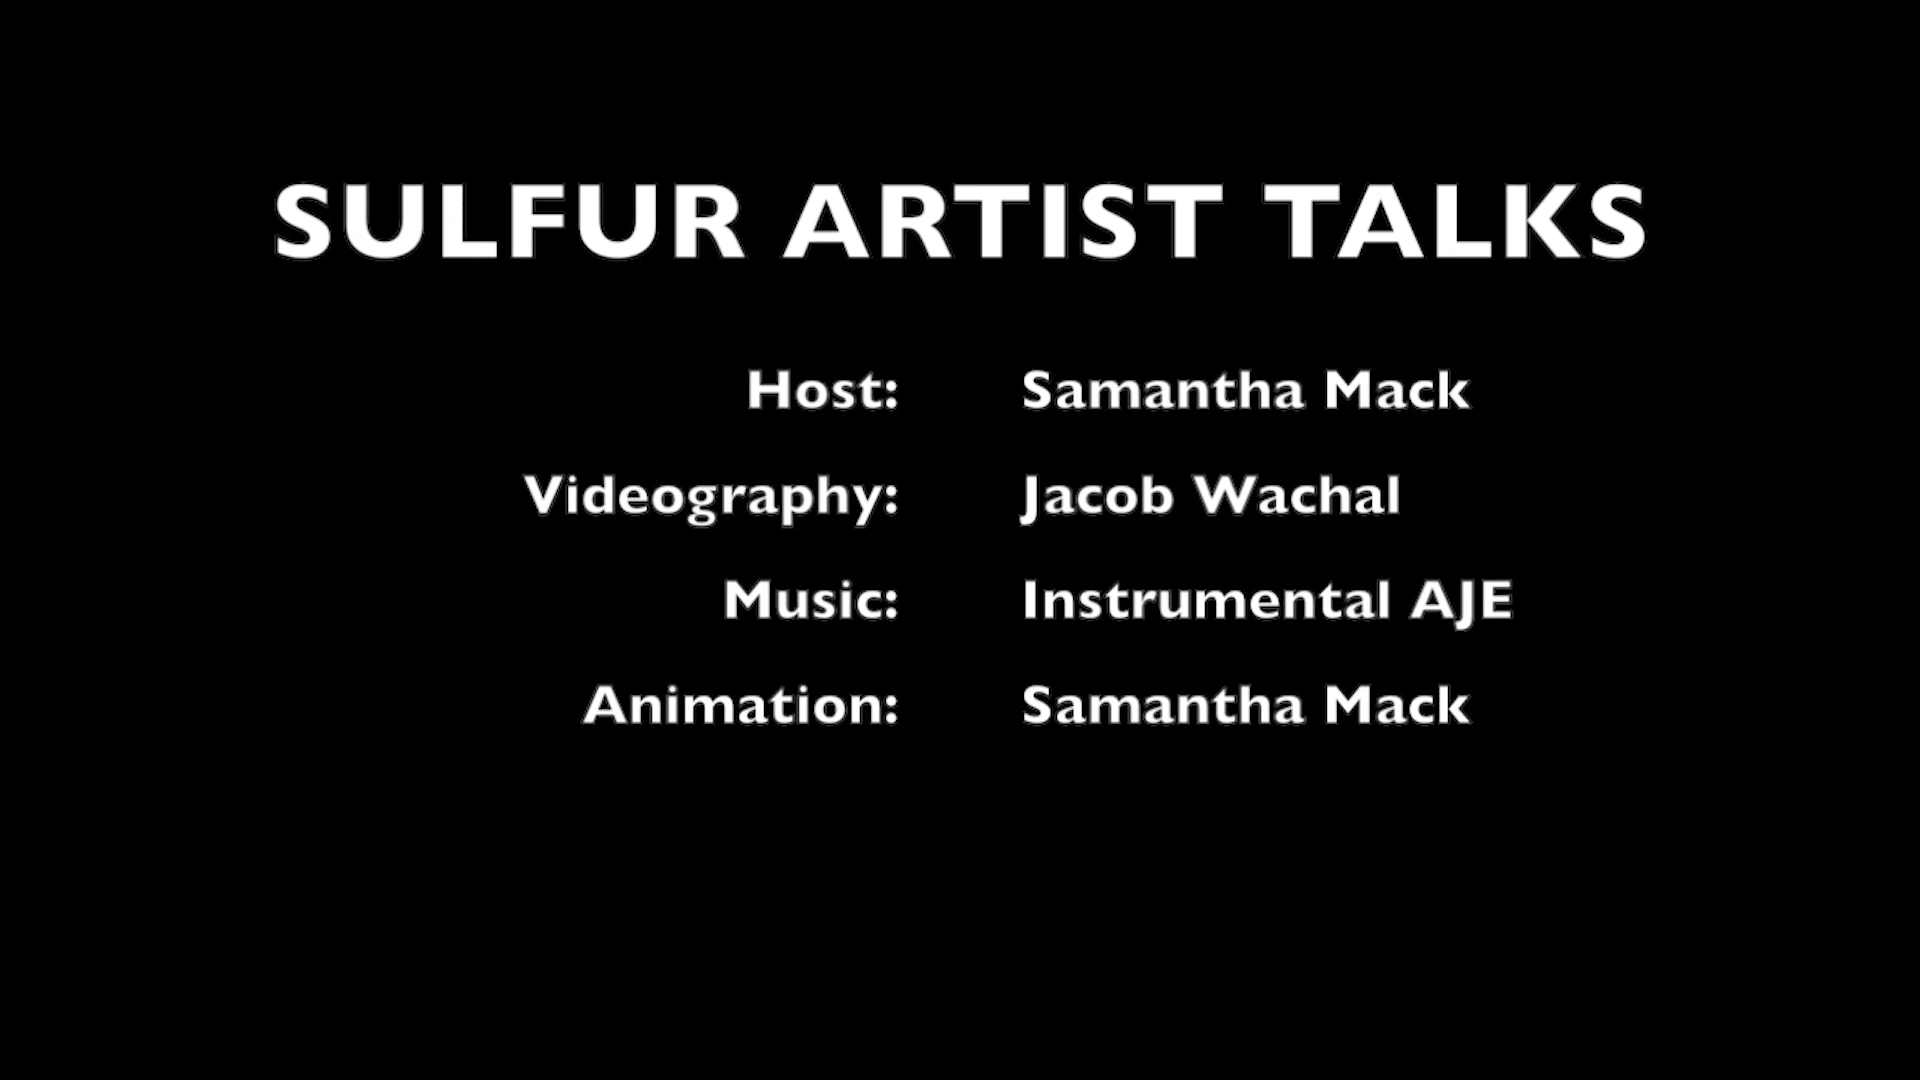 SULFUR ARTIST TALKS
Host: Samantha Mack
Videography: Jacob Wachal
Music: Instrumental AJE
Animation: Samantha Mack